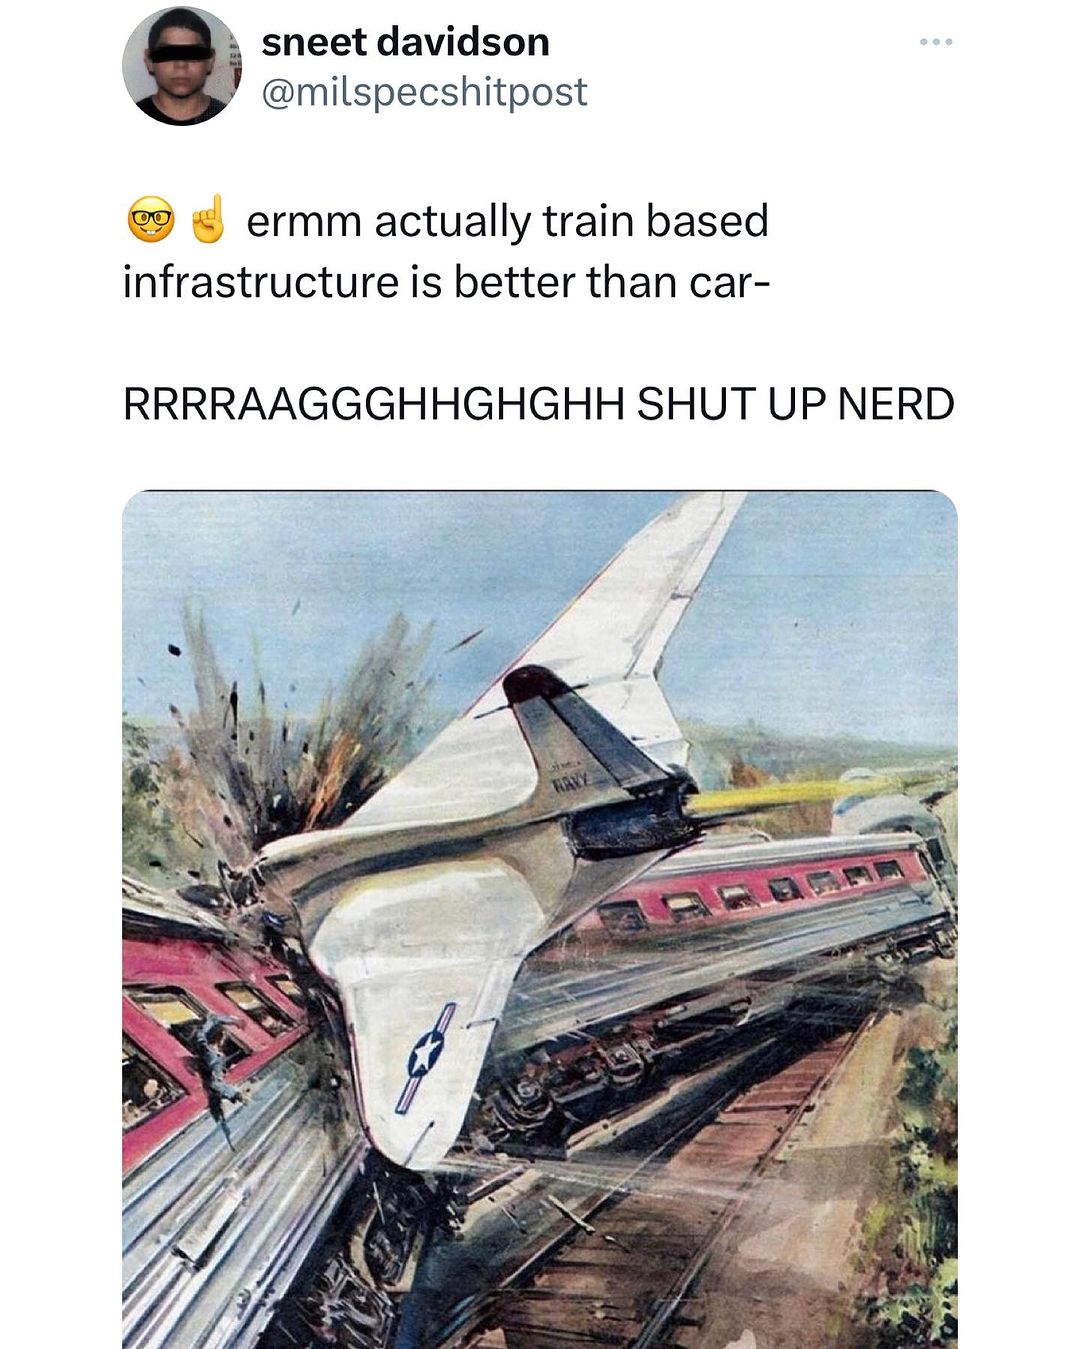 sneet davidson
@milspecshitpost
🤓☝️ ermm actually train based
infrastructure is better than car-
RRRRAAGGGHHGHGHH SHUT UP NERD
NAVY